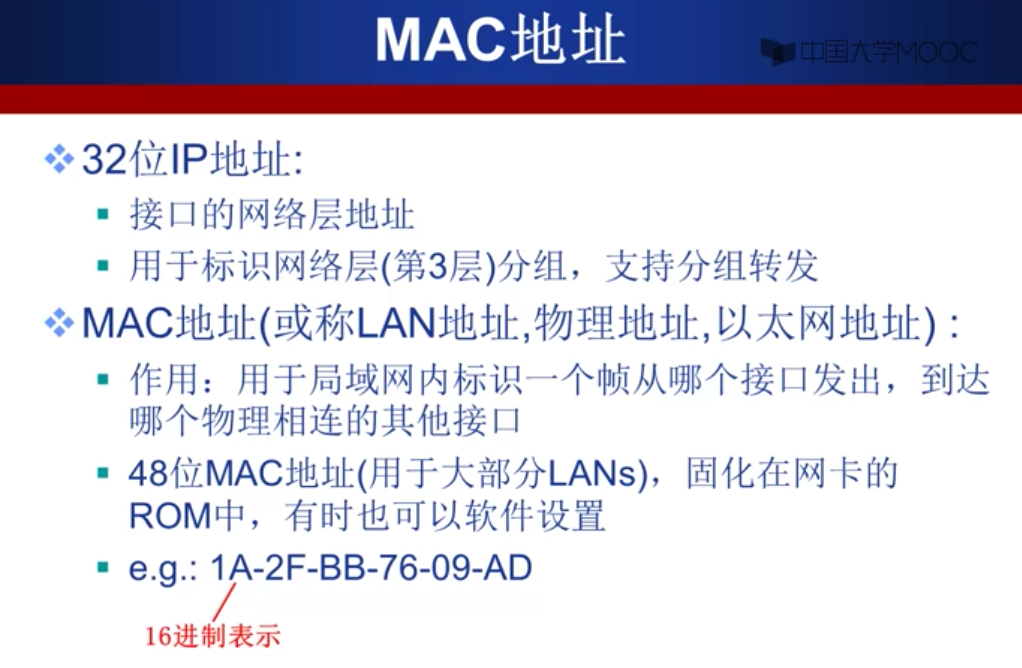 MAC地址
中国大学MOOC
32位IP地址:
接口的网络层地址
用于标识网络层(第3层)分组，支持分组转发
MAC地址(或称LAN地址,物理地址,以太网地址) :
作用：用于局域网内标识一个帧从哪个接口发出，到达
哪个物理相连的其他接口
48位MAC地址(用于大部分LANs)，固化在网卡的
ROM中，有时也可以软件设置
e.g.: 1A-2F-BB-76-09-AD
16进制表示